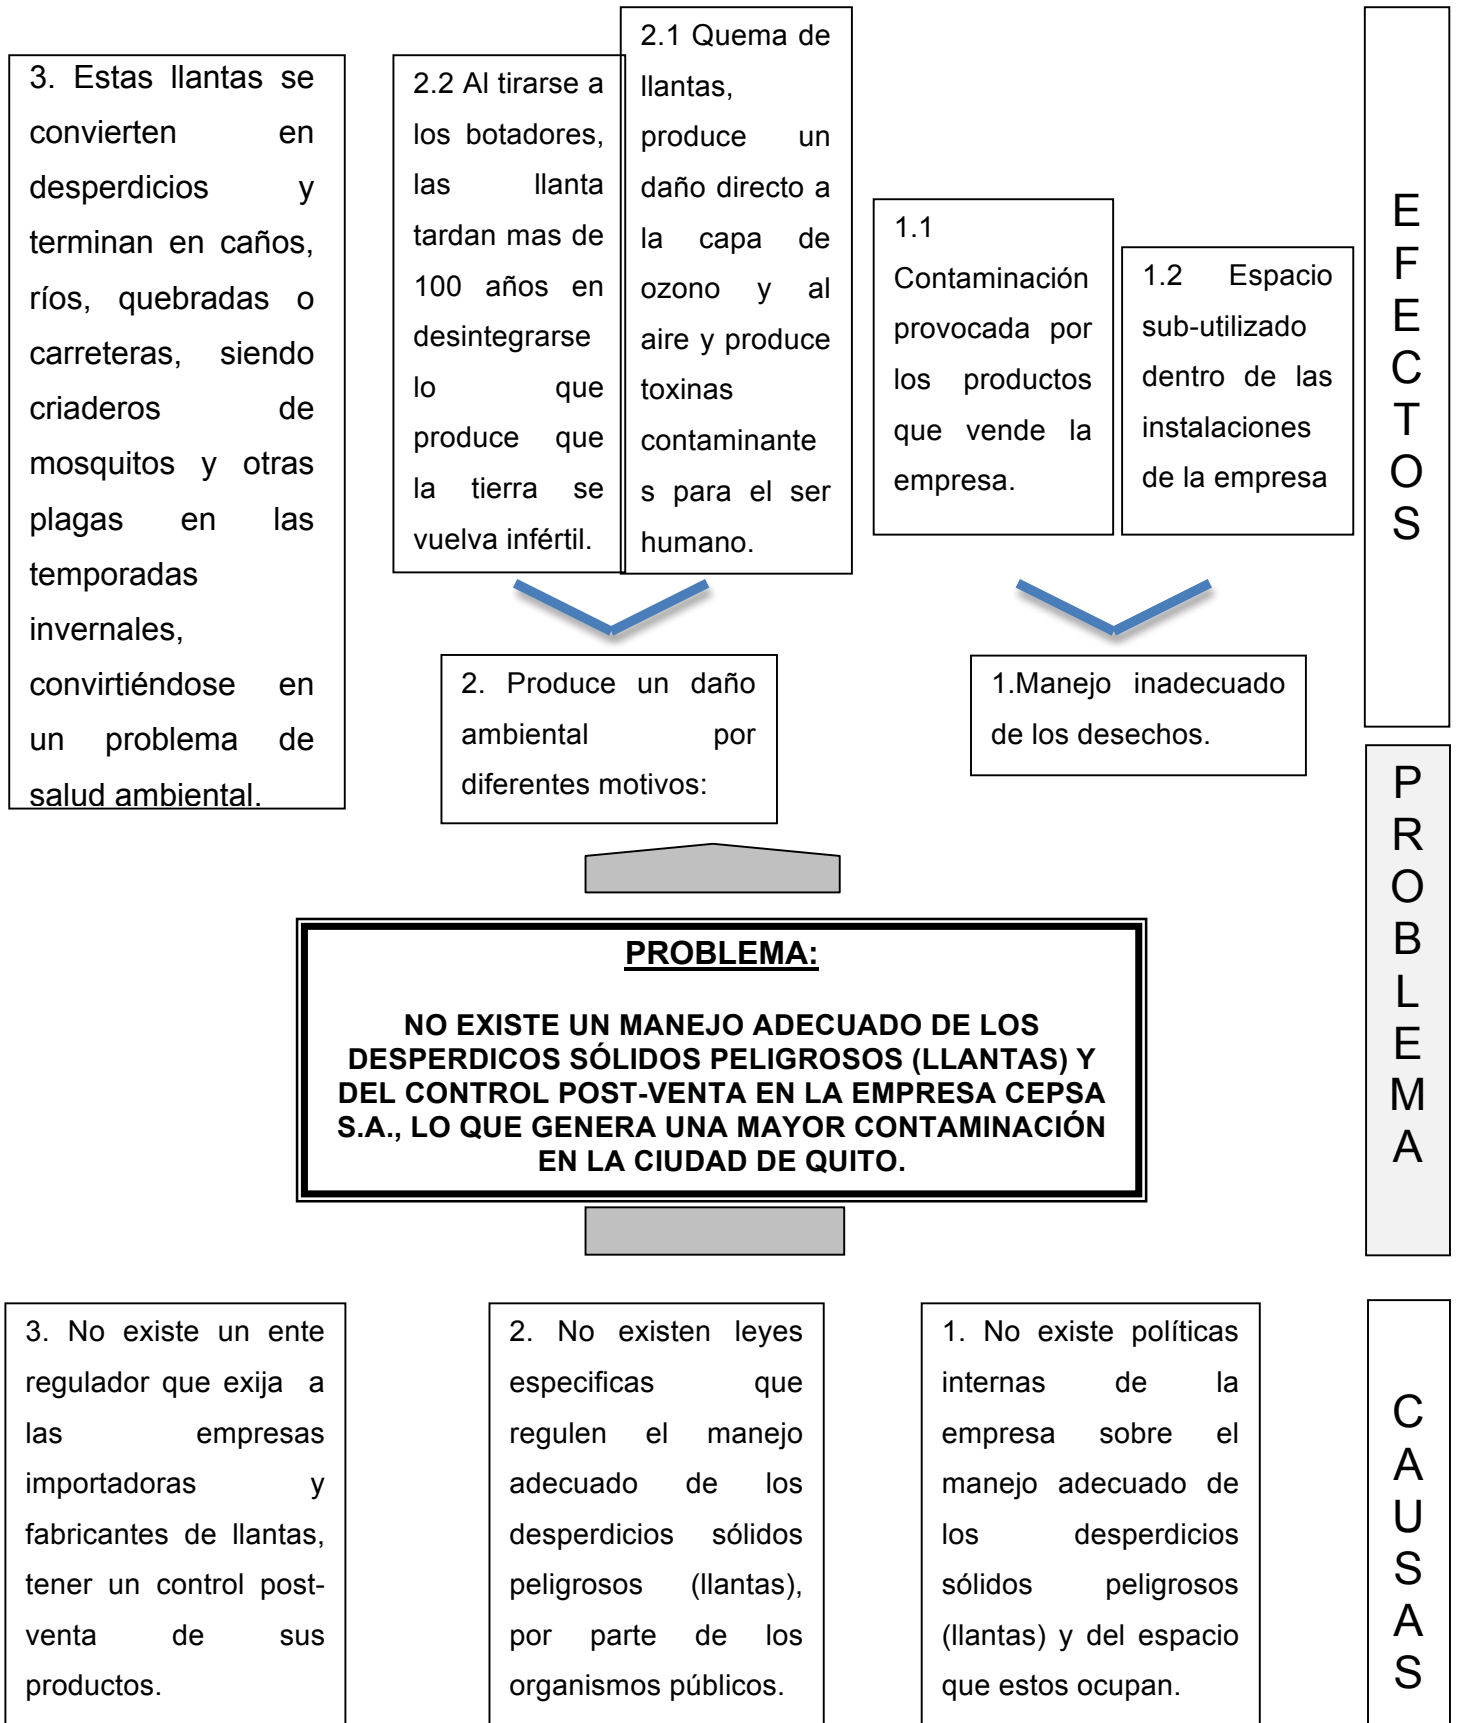 3. Estas llantas se
convierten en
desperdicios y
terminan en caños,
ríos, quebradas o
carreteras, siendo
criaderos de
mosquitos y otras
plagas en las
temporadas
invernales,
convirtiéndose en
un problema de
salud ambiental.
2.2 Al tirarse a
los botadores,
las llanta
tardan mas de
100 años en
desintegrarse
lo que
produce que
la tierra se
vuelva infértil.
2.1 Quema de
llantas,
produce un
daño directo a
la capa de
ozono y al
aire y produce
toxinas
contaminante
s para el ser
humano.
1.1
Contaminación
provocada por
los productos
que vende la
empresa.
1.2 Espacio
sub-utilizado
dentro de las
instalaciones
de la empresa
E
F
E
C
T
O
S
2. Produce un daño
ambiental por
diferentes motivos:
1.Manejo inadecuado
de los desechos.
P
R
O
B
L
E
M
A
PROBLEMA:
NO EXISTE UN MANEJO ADECUADO DE LOS
DESPERDICOS SÓLIDOS PELIGROSOS (LLANTAS) Y
DEL CONTROL POST-VENTA EN LA EMPRESA CEPSA
S.A., LO QUE GENERA UNA MAYOR CONTAMINACIÓN
EN LA CIUDAD DE QUITO.
3. No existe un ente
regulador que exija a
las empresas
importadoras y
fabricantes de llantas,
tener un control post-
venta de sus
productos.
2. No existen leyes
especificas que
regulen el manejo
adecuado de los
desperdicios sólidos
peligrosos (llantas),
por parte de los
organismos públicos.
1. No existe políticas
internas de la
empresa sobre el
manejo adecuado de
los desperdicios
sólidos peligrosos
(llantas) y del espacio
que estos ocupan.
C
A
U
S
A
S